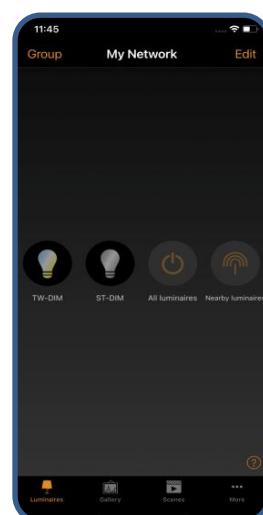 11:45
Group My Network Edit
TW-DIM ST-DIM All luminaires Nearby luminaires
?
Luminaires Gallery Scenes More